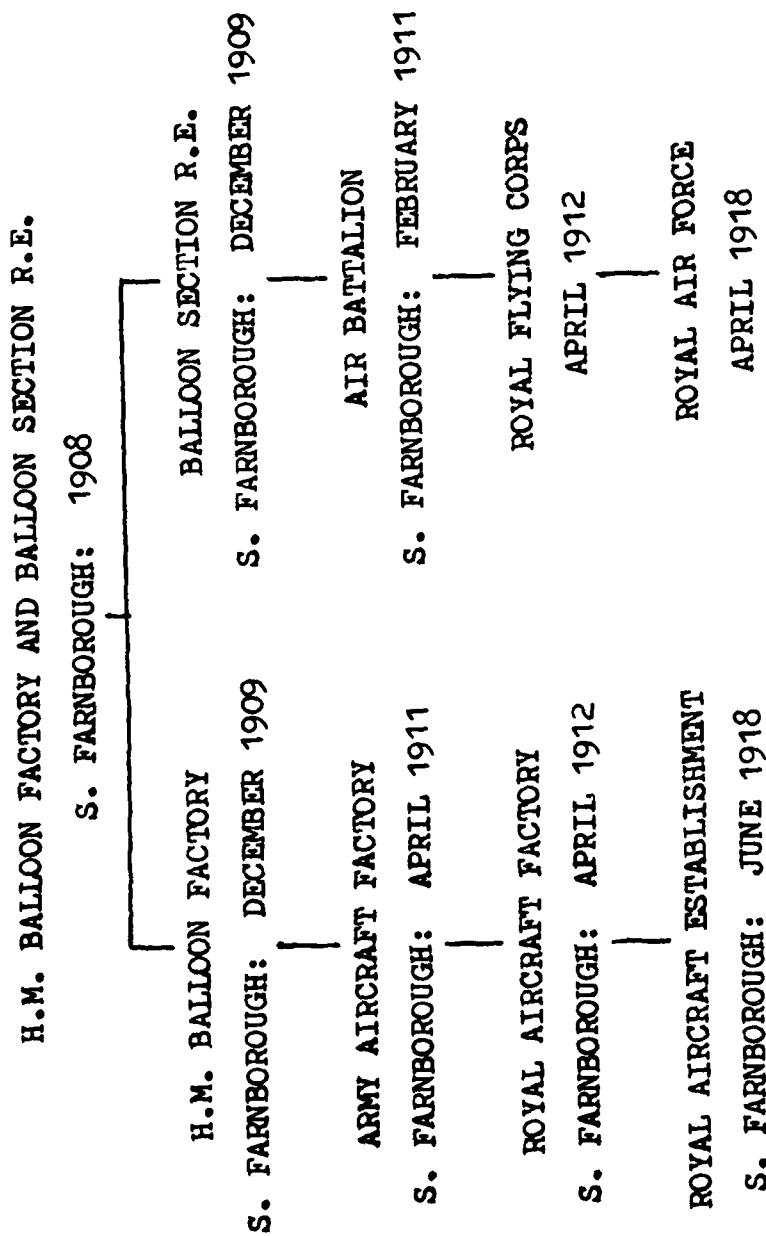 H.M. BALLOON FACTORY AND BALLOON SECTION R.E.
S. FARNBOROUGH: 1908
H.M. BALLOON FACTORY
S. FARNBOROUGH: DECEMBER 1909
ARMY AIRCRAFT FACTORY
S. FARNBOROUGH: APRIL 1911
ROYAL AIRCRAFT FACTORY
S. FARNBOROUGH: APRIL 1912
ROYAL AIRCRAFT ESTABLISHMENT
S. FARNBOROUGH: JUNE 1918
BALLOON SECTION R.E.
S. FARNBOROUGH: DECEMBER 1909
AIR BATTALION
S. FARNBOROUGH: FEBRUARY 1911
ROYAL FLYING CORPS
APRIL 1912
ROYAL AIR FORCE
APRIL 1918